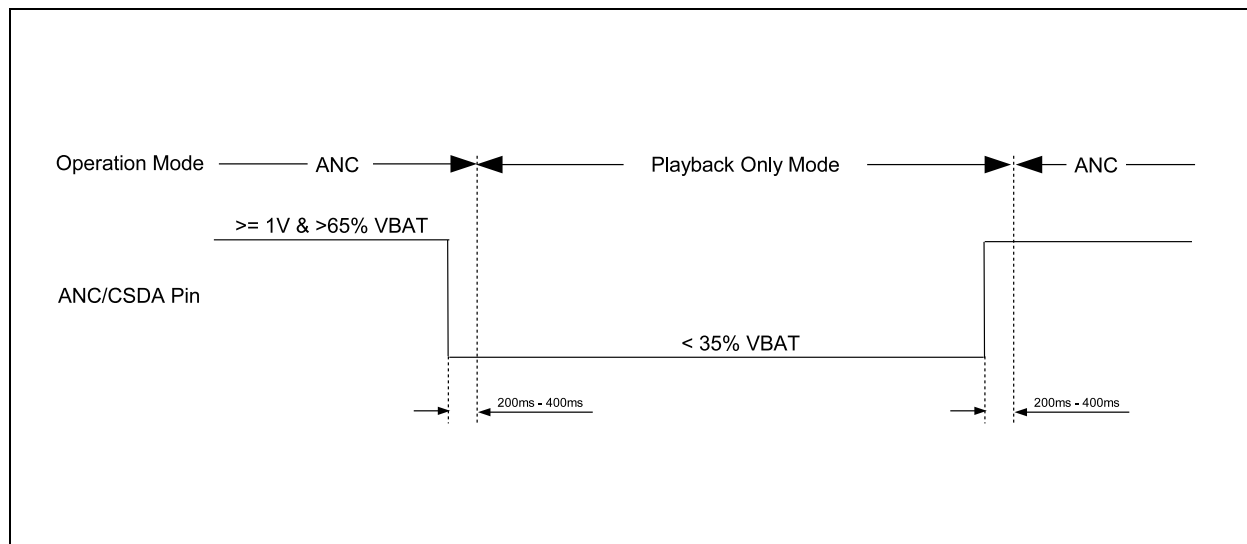 Operation Mode ANC Playback Only Mode ANC
>= 1V & >65% VBAT
ANC/CSDA Pin
< 35% VBAT
200ms - 400ms 200ms - 400ms